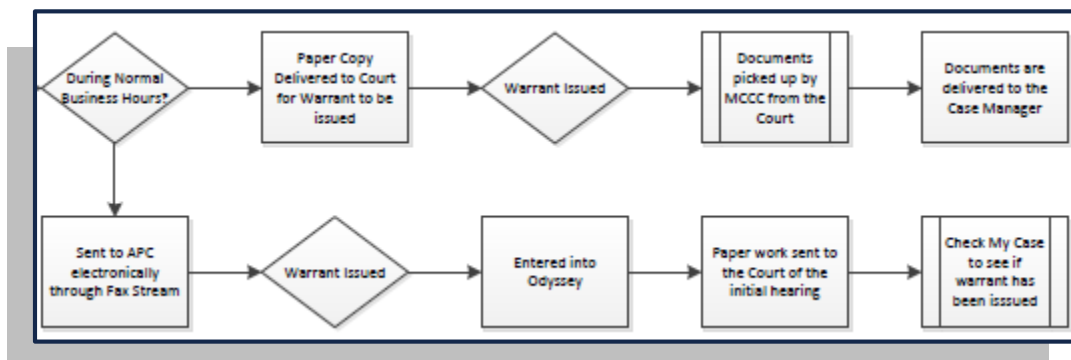 During Normal
Business Hours?
Paper Copy
Delivered to Court
for Warrant to be
issued
Warrant Issued
Documents
picked up by
MCCC from the
Court
Documents are
delivered to the
Case Manager
Sent to APC
electronically
through Fax Stream
Warrant Issued
Entered into
Odyssey
Paper work sent to
the Court of the
initial hearing
Check My Case
to see if
warrant has
been isssued